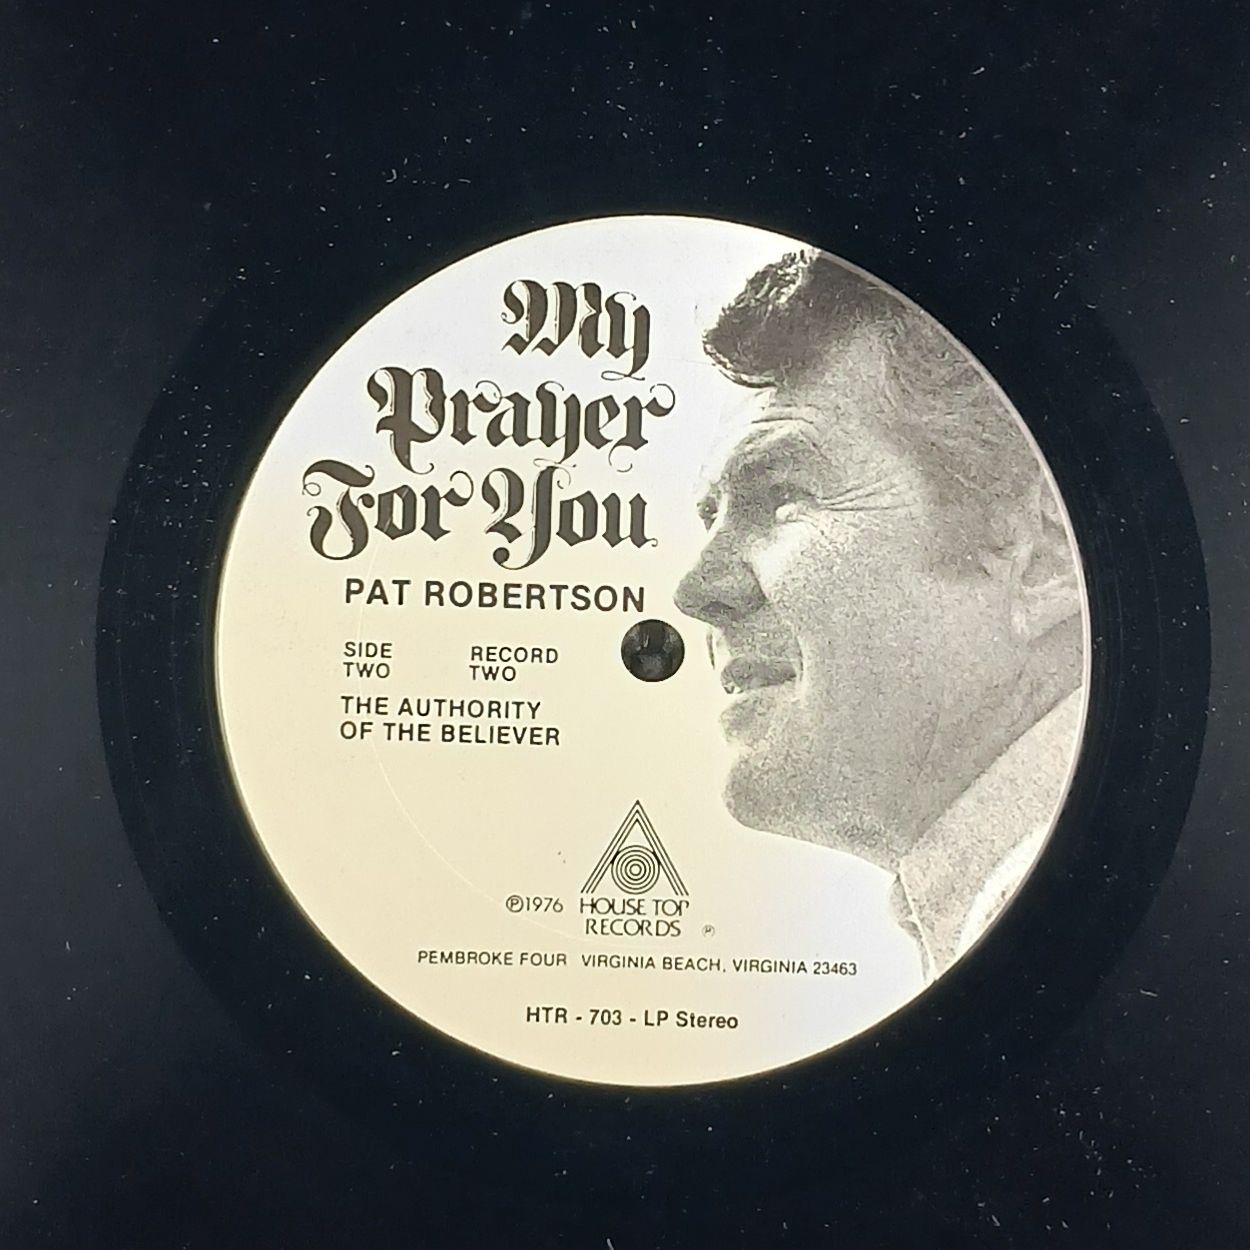 My
Prayer
For You
PAT ROBERTSON
SIDE TWO
RECORD TWO
THE AUTHORITY
OF THE BELIEVER
℗1976 HOUSE TOP
RECORDS ℗
PEMBROKE FOUR VIRGINIA BEACH, VIRGINIA 23463
HTR - 703 - LP Stereo